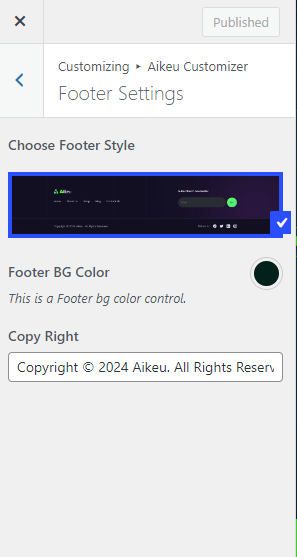 Published
Customizing ▸ Aikeu Customizer
Footer Settings
Choose Footer Style
Aikeu
Footer BG Color
This is a Footer bg color control.
Copy Right
Copyright © 2024 Aikeu. All Rights Reserv